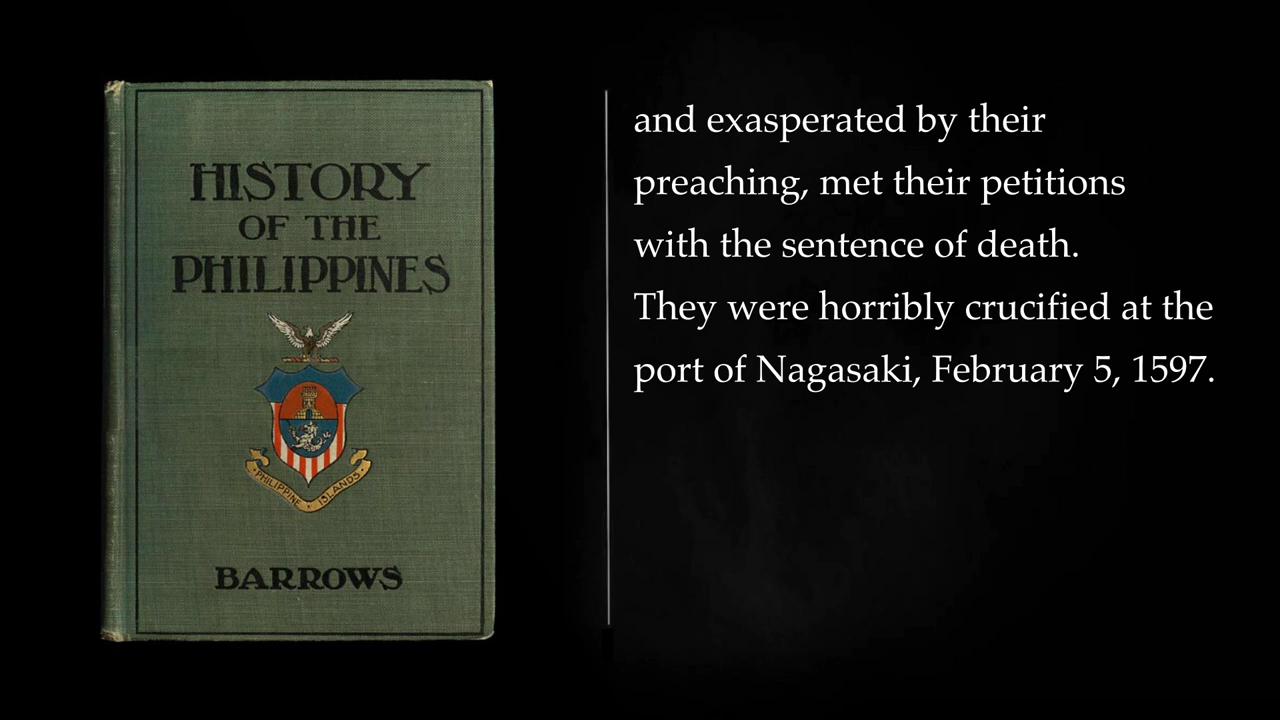 HISTORY
OF THE
PHILIPPINES
PHILIPPINE ISLANDS
BARROWS
and exasperated by their
preaching, met their petitions
with the sentence of death.
They were horribly crucified at the
port of Nagasaki, February 5, 1597.